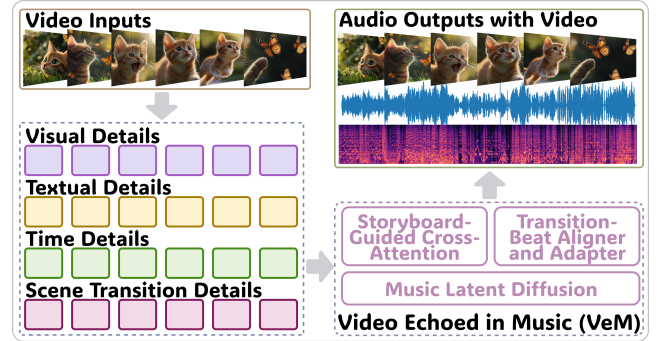 Video Inputs
Visual Details
Textual Details
Time Details
Scene Transition Details
Audio Outputs with Video
Storyboard-
Guided Cross-
Attention
Transition-
Beat Aligner
and Adapter
Music Latent Diffusion
Video Echoed in Music (VeM)